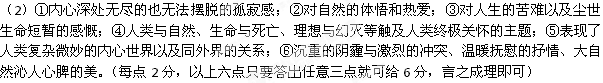 （2）①内心深处无尽的也无法摆脱的孤寂感；②对自然的体悟和热爱；③对人生的苦难以及尘世
生命短暂的感慨；④人类与自然、生命与死亡、理想与幻灭等触及人类终极关怀的主题；⑤表现了
人类复杂微妙的内心世界以及同外界的关系；⑥沉重的阴郁与激烈的冲突、温暖抚慰的抒情、大自
然沁人心脾的美。（每点 2 分，以上六点只要答出任意三点就可给 6 分，言之成理即可）